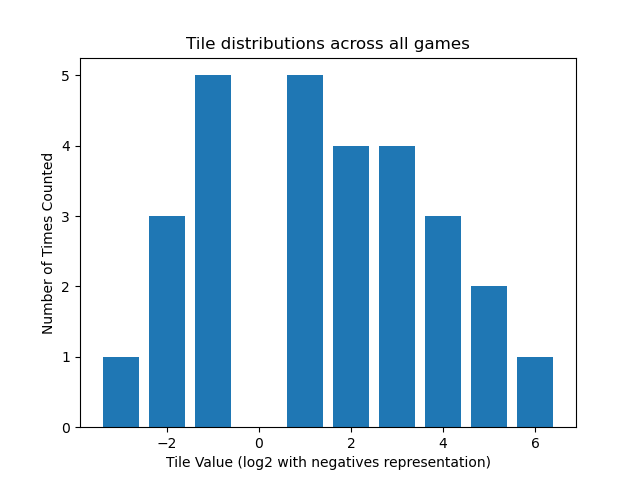 Tile distributions across all games
Number of Times Counted
5
4
3
2
1
0
−2 0 2 4 6
Tile Value (log2 with negatives representation)